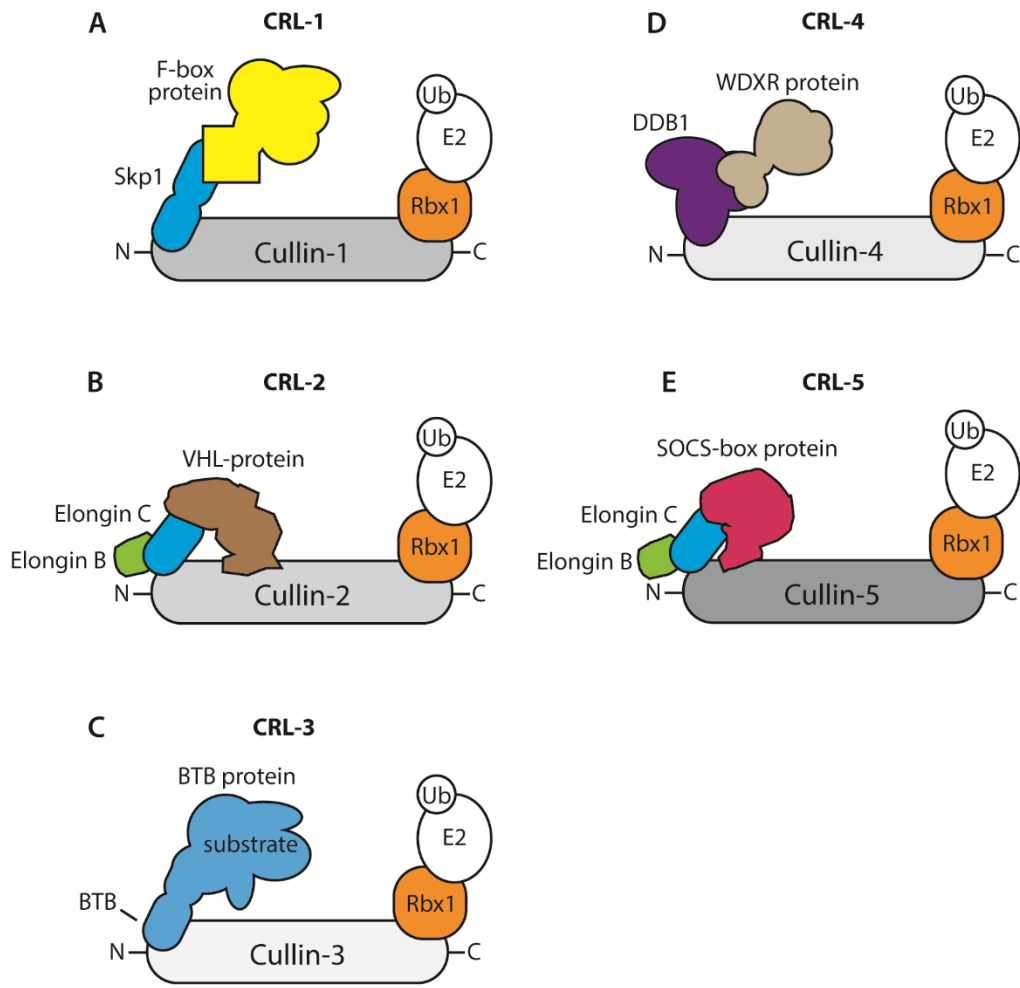 A
CRL-1
F-box
protein
Skp1
Ub
E2
Rbx1
N
Cullin-1
C
B
CRL-2
VHL-protein
Elongin C
Elongin B
Ub
E2
Rbx1
N
Cullin-2
C
C
CRL-3
BTB protein
substrate
BTB
Ub
E2
Rbx1
N
Cullin-3
C
D
CRL-4
WDXR protein
DDB1
Ub
E2
Rbx1
N
Cullin-4
C
E
CRL-5
SOCS-box protein
Elongin C
Elongin B
Ub
E2
Rbx1
N
Cullin-5
C